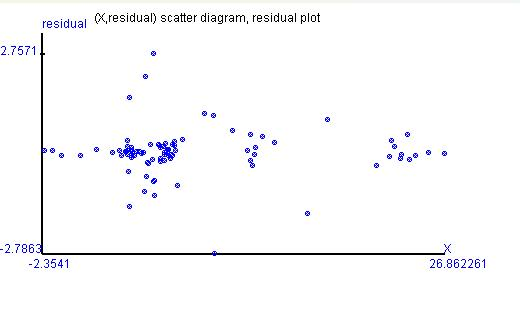 (X,residual) scatter diagram, residual plot
residual
2.7571
-2.7863
X
-2.3541
26.862261